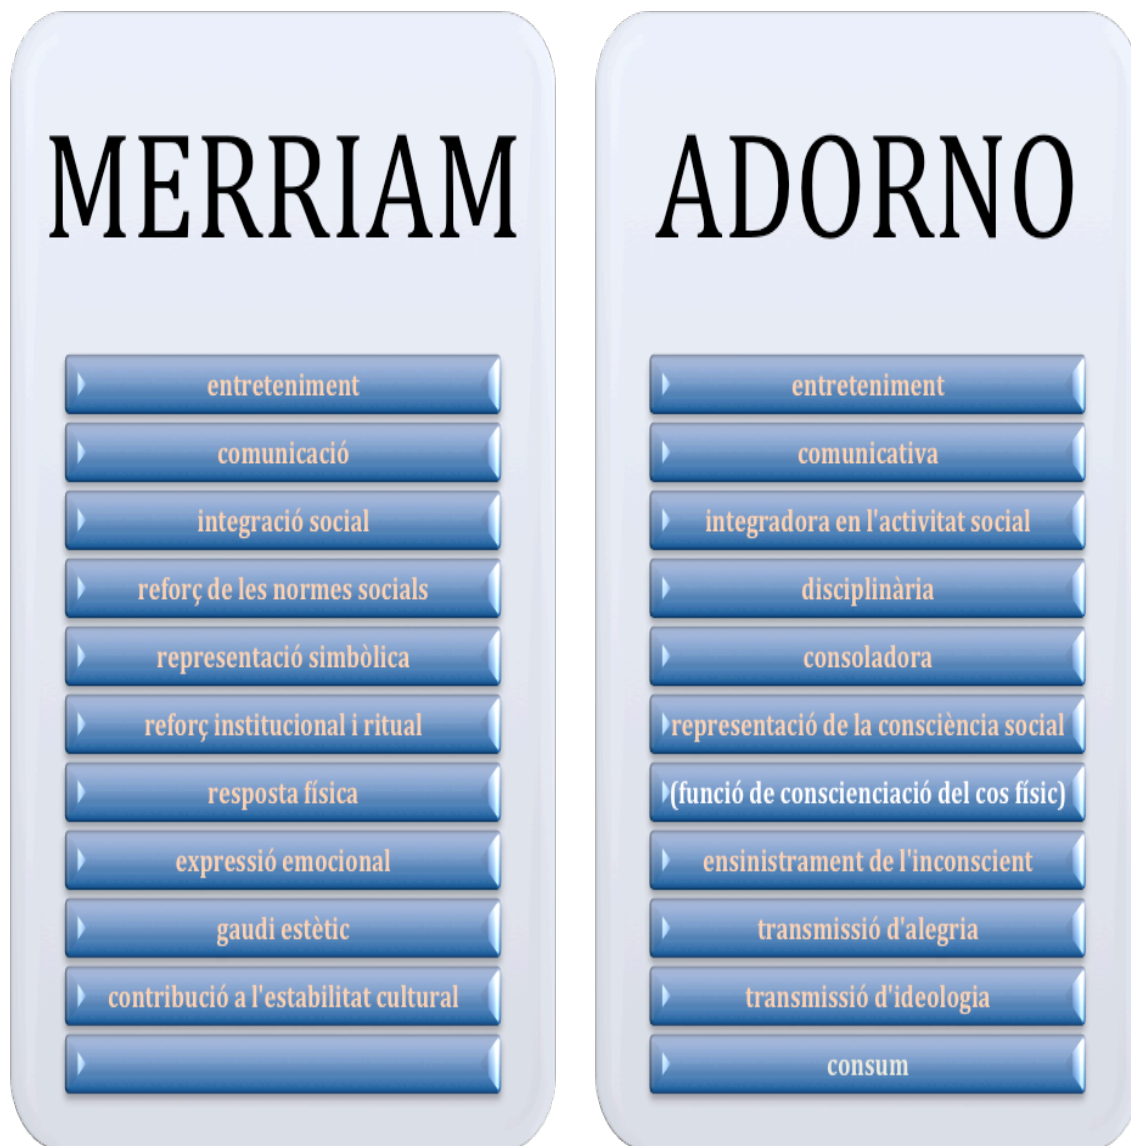 MERRIAM
entreteniment
comunicació
integració social
reforç de les normes socials
representació simbòlica
reforç institucional i ritual
resposta física
expressió emocional
gaudi estètic
contribució a l'estabilitat cultural
ADORNO
entreteniment
comunicativa
integradora en l'activitat social
disciplinària
consoladora
representació de la consciència social
(funció de conscienciació del cos físic)
ensinistrament de l'inconscient
transmissió d'alegria
transmissió d'ideologia
consum